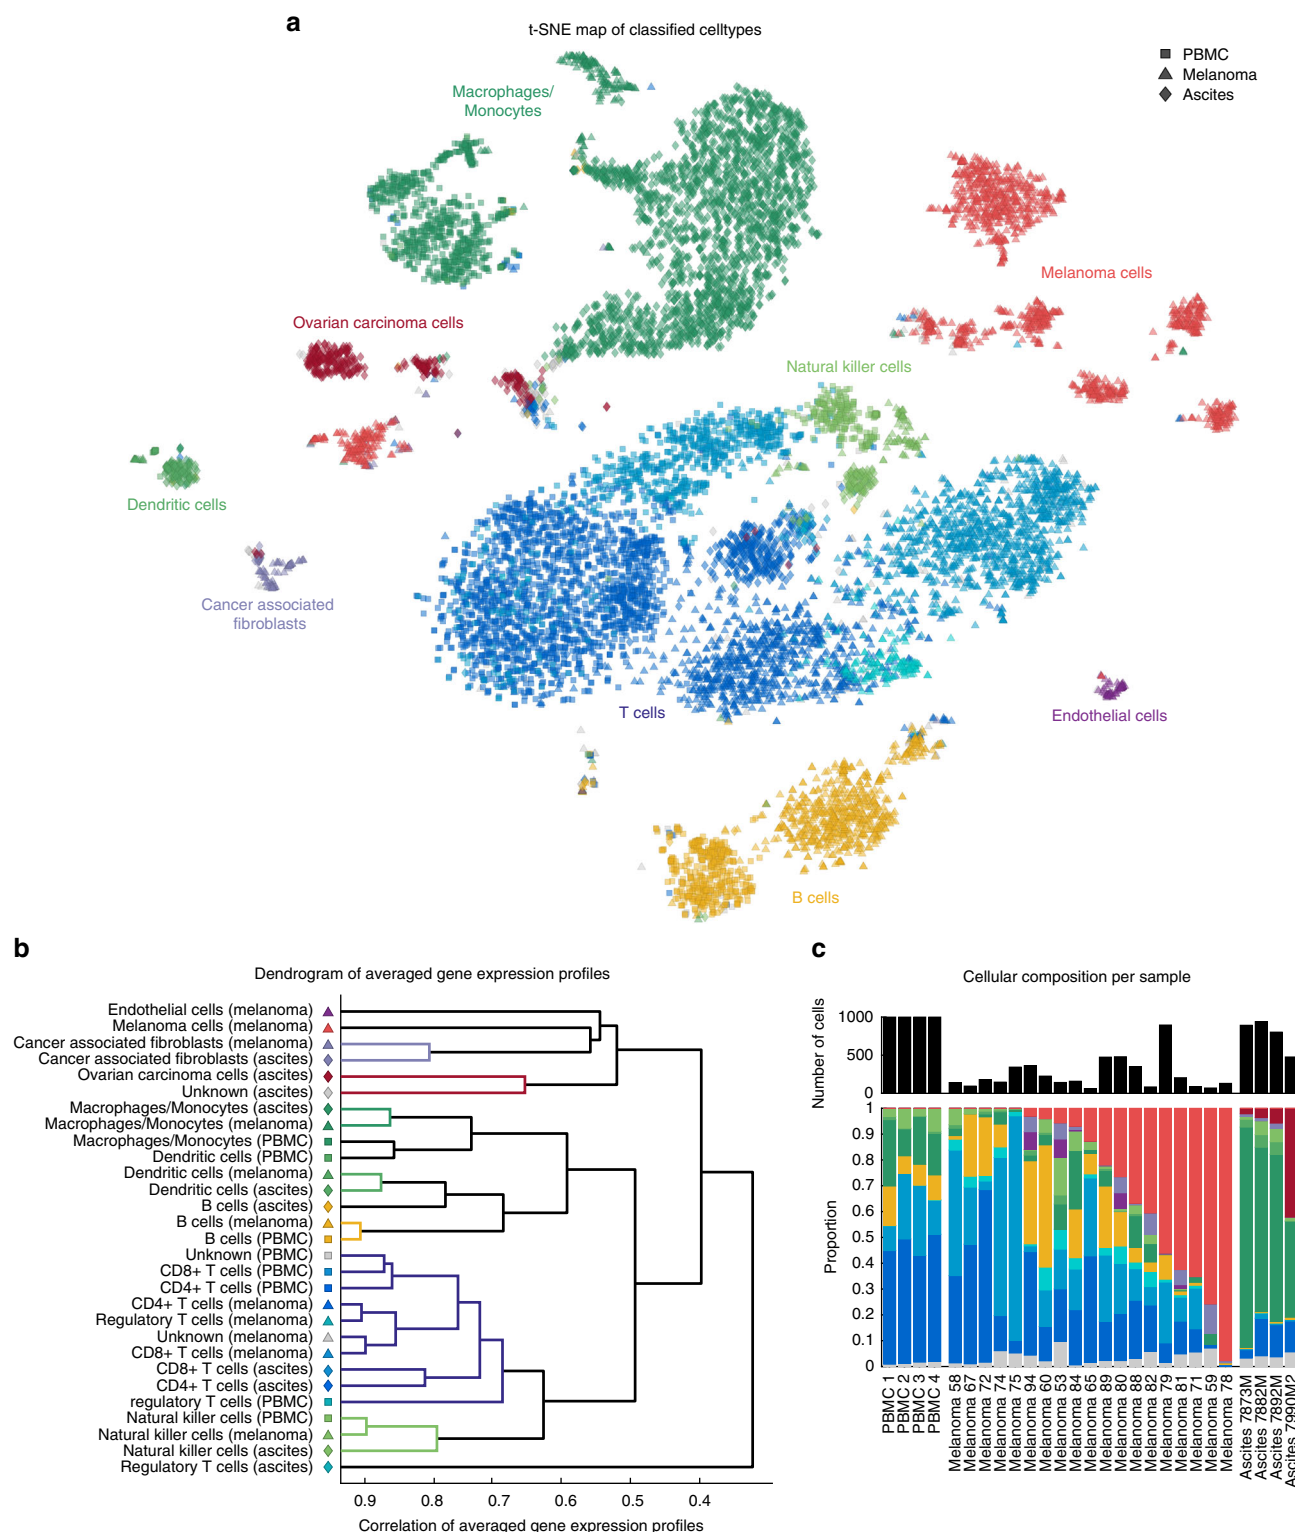 a
t-SNE map of classified celltypes
PBMC
Melanoma
Ascites
Macrophages/
Monocytes
Melanoma cells
Ovarian carcinoma cells
Natural killer cells
Dendritic cells
Cancer associated
fibroblasts
T cells
Endothelial cells
B cells
b
Dendrogram of averaged gene expression profiles
Endothelial cells (melanoma)
Melanoma cells (melanoma)
Cancer associated fibroblasts (melanoma)
Cancer associated fibroblasts (ascites)
Ovarian carcinoma cells (ascites)
Unknown (ascites)
Macrophages/Monocytes (ascites)
Macrophages/Monocytes (melanoma)
Macrophages/Monocytes (PBMC)
Dendritic cells (PBMC)
Dendritic cells (melanoma)
Dendritic cells (ascites)
B cells (ascites)
B cells (melanoma)
B cells (PBMC)
Unknown (PBMC)
CD8+ T cells (PBMC)
CD4+ T cells (PBMC)
CD4+ T cells (melanoma)
Regulatory T cells (melanoma)
Unknown (melanoma)
CD8+ T cells (melanoma)
CD8+ T cells (ascites)
CD4+ T cells (ascites)
regulatory T cells (PBMC)
Natural killer cells (PBMC)
Natural killer cells (melanoma)
Natural killer cells (ascites)
Regulatory T cells (ascites)
0.9 0.8 0.7 0.6 0.5 0.4
Correlation of averaged gene expression profiles
c
Cellular composition per sample
Number of cells
1000
500
0
Proportion
1
0.9
0.8
0.7
0.6
0.5
0.4
0.3
0.2
0.1
0
PBMC 1
PBMC 2
PBMC 3
PBMC 4
Melanoma 58
Melanoma 67
Melanoma 72
Melanoma 74
Melanoma 75
Melanoma 94
Melanoma 60
Melanoma 53
Melanoma 84
Melanoma 65
Melanoma 89
Melanoma 80
Melanoma 88
Melanoma 82
Melanoma 79
Melanoma 81
Melanoma 71
Melanoma 59
Melanoma 78
Ascites 7873M
Ascites 7882M
Ascites 7892M
Ascites 7990M2